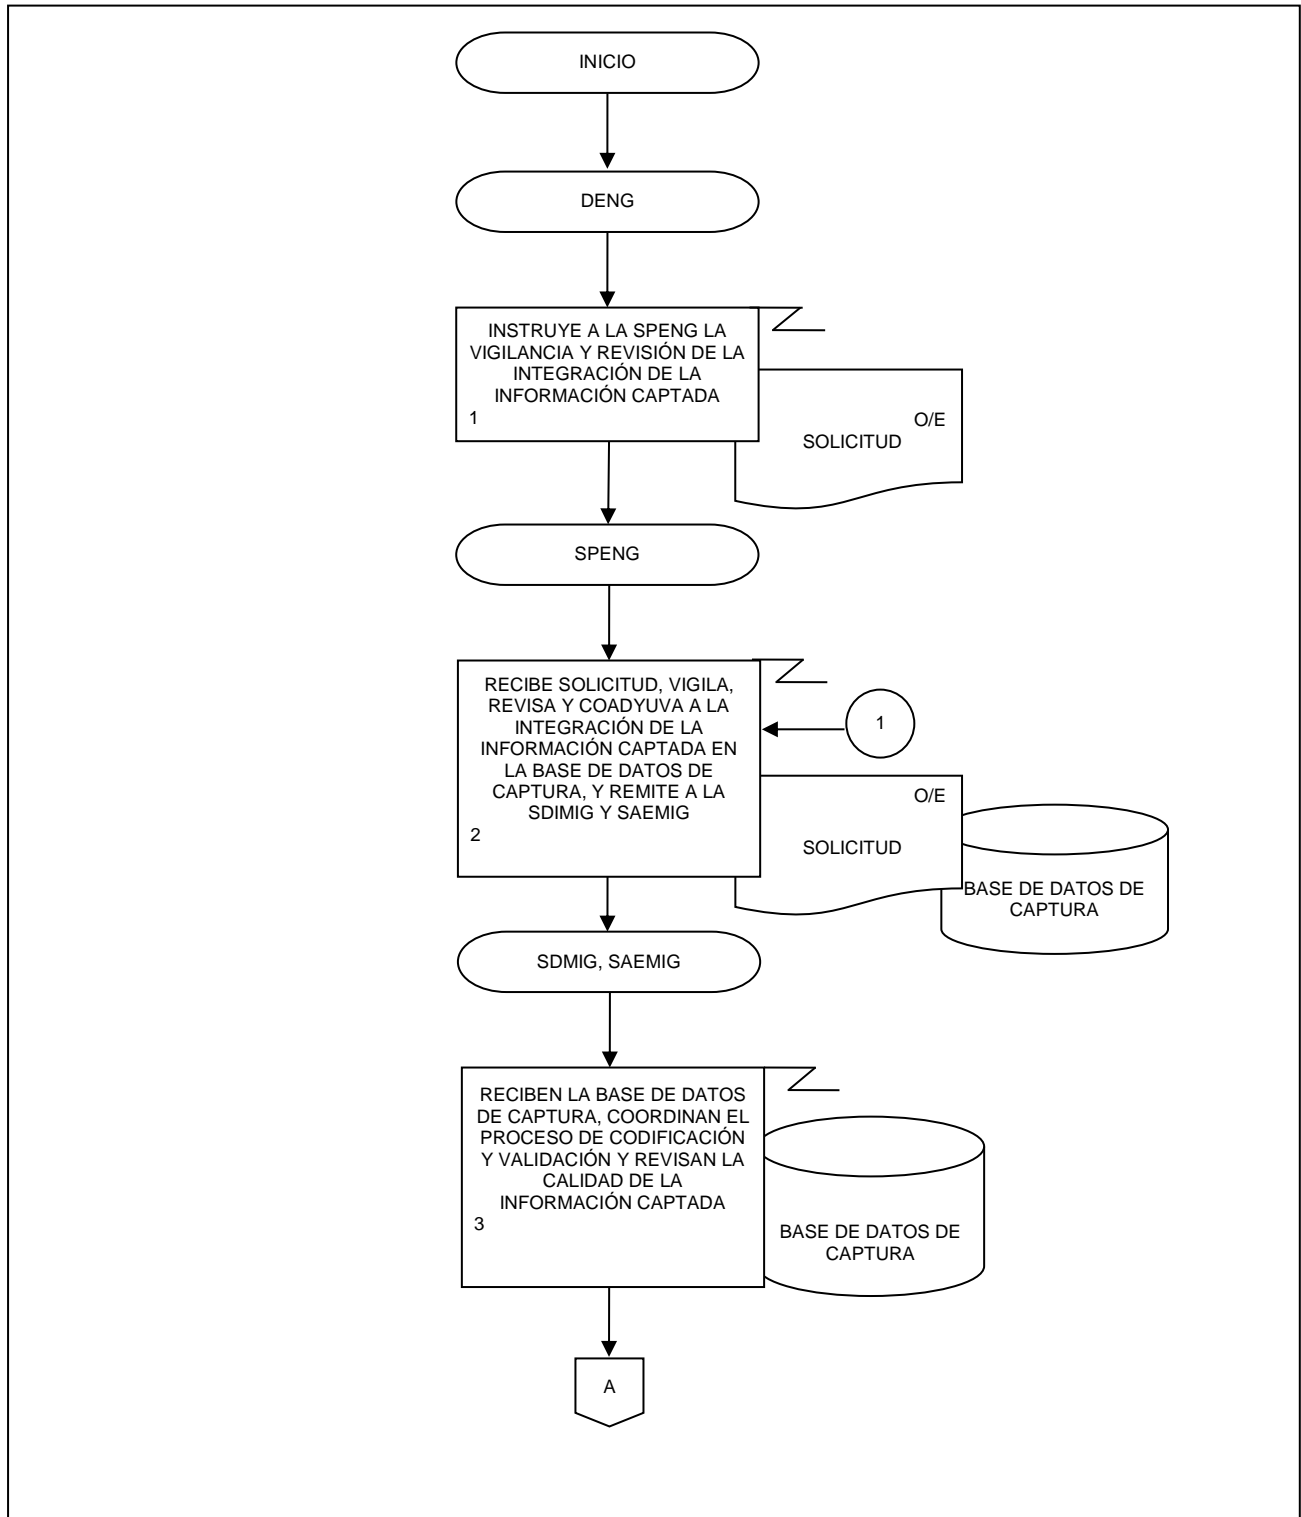 INICIO
DENG
INSTRUYE A LA SPENG LA
VIGILANCIA Y REVISIÓN DE LA
INTEGRACIÓN DE LA
INFORMACIÓN CAPTADA
1
O/E
SOLICITUD
SPENG
RECIBE SOLICITUD, VIGILA,
REVISA Y COADYUVA A LA
INTEGRACIÓN DE LA
INFORMACIÓN CAPTADA EN
LA BASE DE DATOS DE
CAPTURA, Y REMITE A LA
SDIMIG Y SAEMIG
2
1
O/E
SOLICITUD
BASE DE DATOS DE
CAPTURA
SDMIG, SAEMIG
RECIBEN LA BASE DE DATOS
DE CAPTURA, COORDINAN EL
PROCESO DE CODIFICACIÓN
Y VALIDACIÓN Y REVISAN LA
CALIDAD DE LA
INFORMACIÓN CAPTADA
3
BASE DE DATOS DE
CAPTURA
A